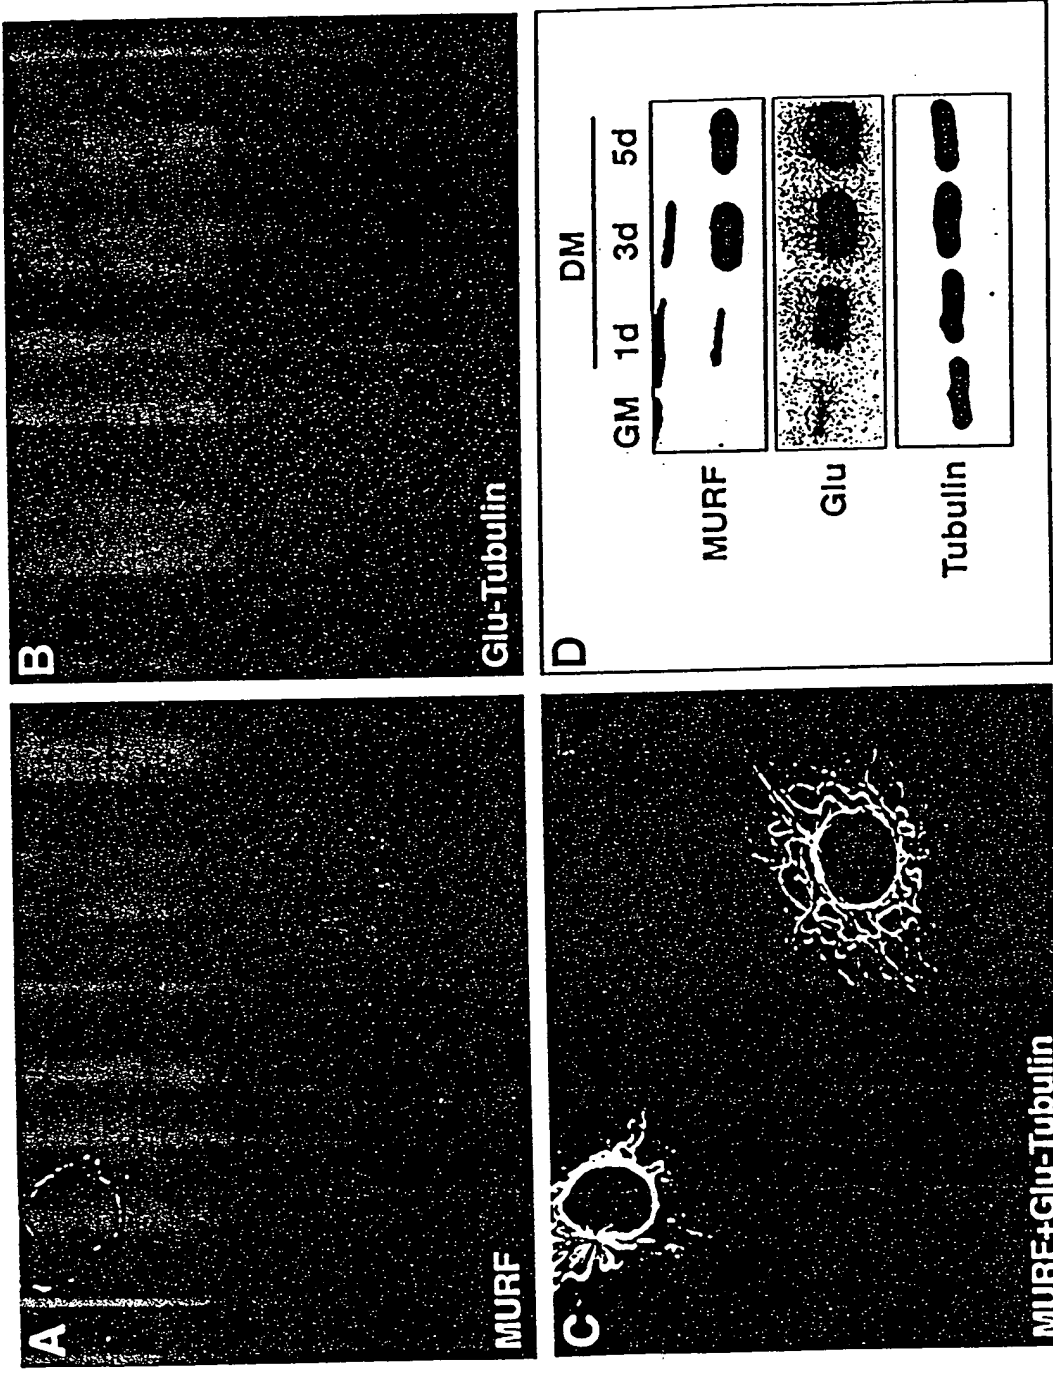 A
MURF
B
Glu-Tubulin
C
MURF+Glu-Tubulin
D
DM
GM 1d 3d 5d
MURF
Glu
Tubulin